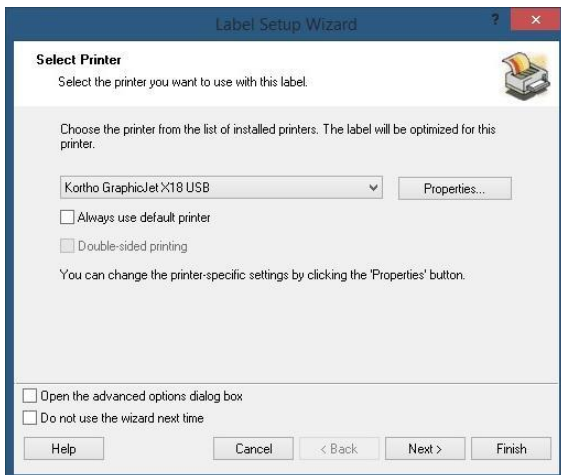 Label Setup Wizard
?
Select Printer
Select the printer you want to use with this label.
Choose the printer from the list of installed printers. The label will be optimized for this
printer.
Kortho GraphicJet X18 USB
Properties...
Always use default printer
Double-sided printing
You can change the printer-specific settings by clicking the 'Properties' button.
Open the advanced options dialog box
Do not use the wizard next time
Help
Cancel
< Back
Next >
Finish